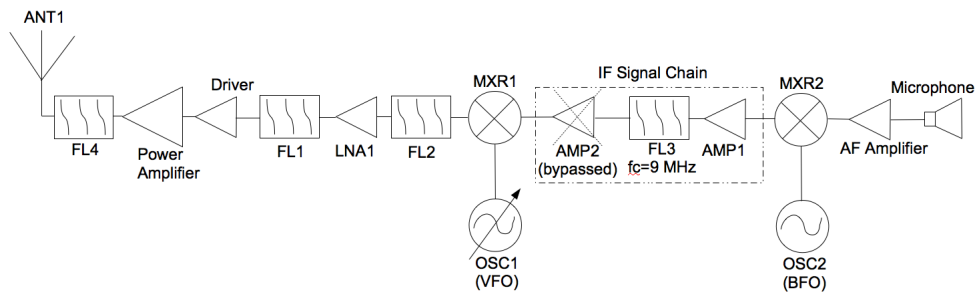 ANT1
FL4
Power
Amplifier
Driver
FL1
LNA1
FL2
MXR1
OSC1
(VFO)
IF Signal Chain
AMP2
(bypassed)
FL3
fc=9 MHz
AMP1
MXR2
OSC2
(BFO)
AF Amplifier
Microphone